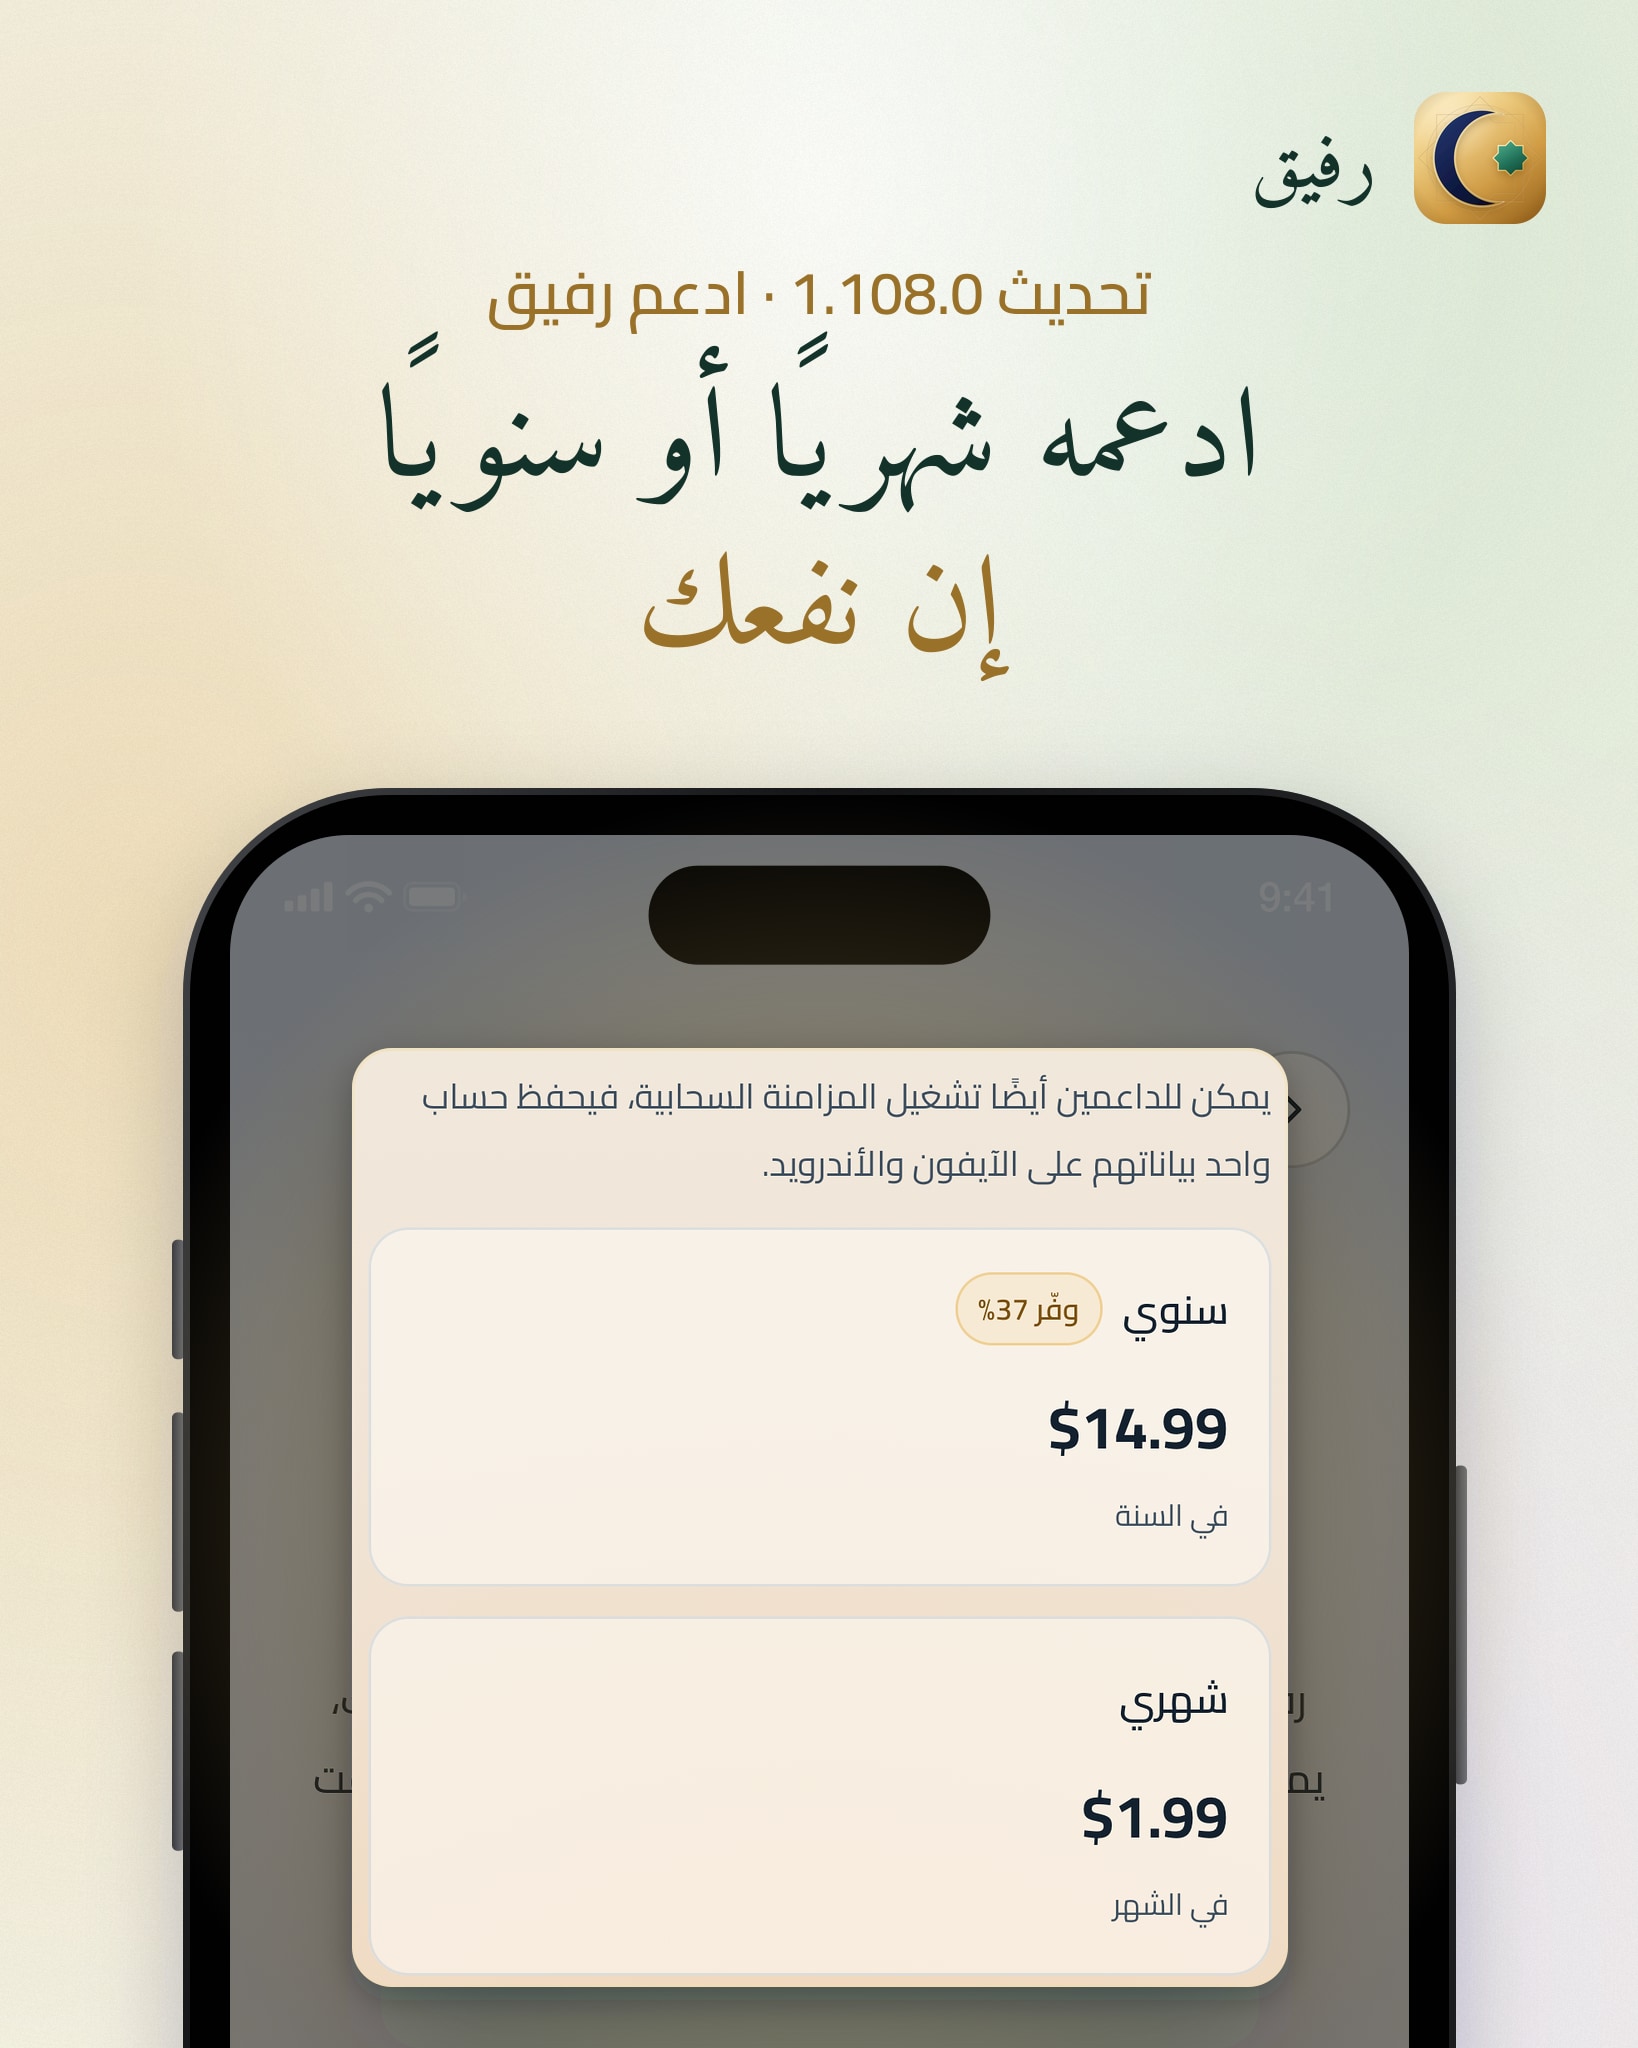 رفيق
تحديث 1.108.0 · ادعم رفيق
ادعمه شهريًا أو سنويًا
إن نفعك
9:41
يمكن للداعمين أيضًا تشغيل المزامنة السحابية، فيحفظ حساب
واحد بياناتهم على الآيفون والأندرويد.
سنوي وفّر 37%
$14.99
في السنة
شهري
$1.99
في الشهر